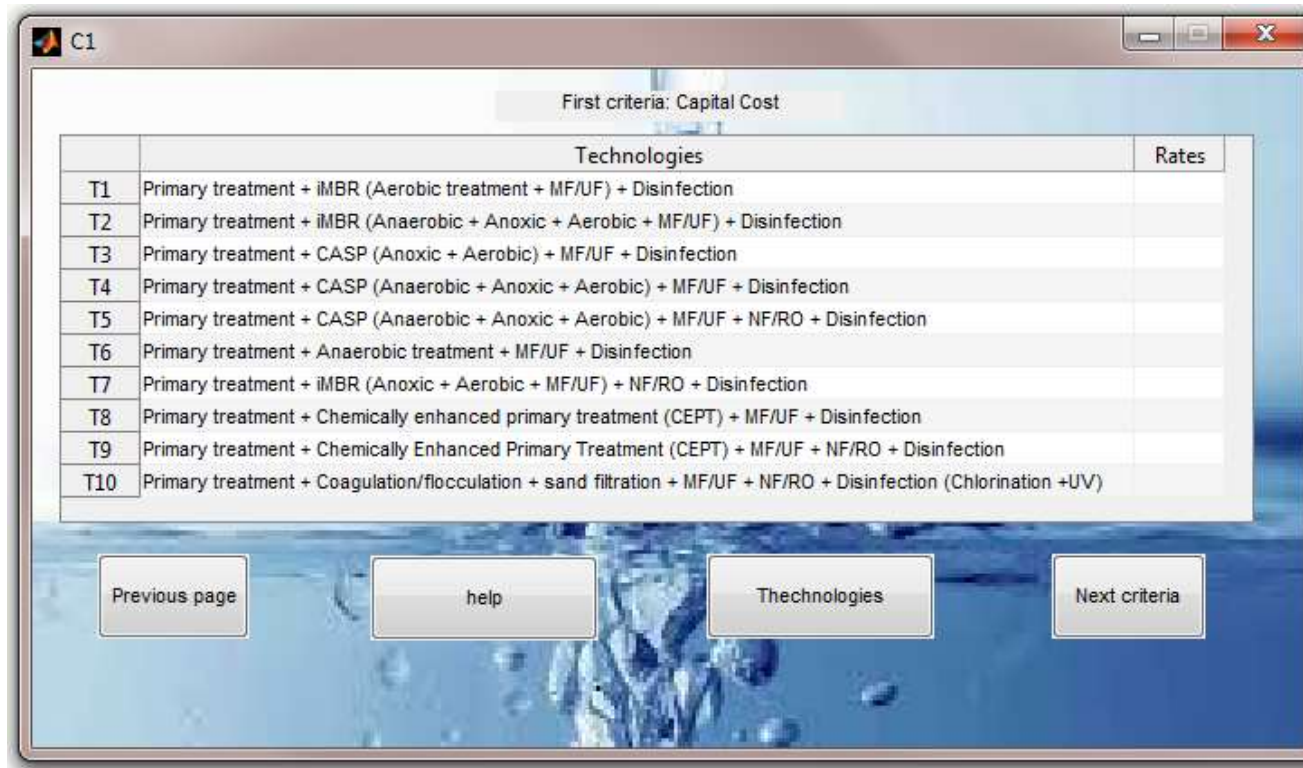 C1
First criteria: Capital Cost
Technologies Rates
T1 Primary treatment + iMBR (Aerobic treatment + MF/UF) + Disinfection
T2 Primary treatment + iMBR (Anaerobic + Anoxic + Aerobic + MF/UF) + Disinfection
T3 Primary treatment + CASP (Anoxic + Aerobic) + MF/UF + Disinfection
T4 Primary treatment + CASP (Anaerobic + Anoxic + Aerobic) + MF/UF + Disinfection
T5 Primary treatment + CASP (Anaerobic + Anoxic + Aerobic) + MF/UF + NF/RO + Disinfection
T6 Primary treatment + Anaerobic treatment + MF/UF + Disinfection
T7 Primary treatment + iMBR (Anoxic + Aerobic + MF/UF) + NF/RO + Disinfection
T8 Primary treatment + Chemically enhanced primary treatment (CEPT) + MF/UF + Disinfection
T9 Primary treatment + Chemically Enhanced Primary Treatment (CEPT) + MF/UF + NF/RO + Disinfection
T10 Primary treatment + Coagulation/flocculation + sand filtration + MF/UF + NF/RO + Disinfection (Chlorination +UV)
Previous page help Thechnologies Next criteria